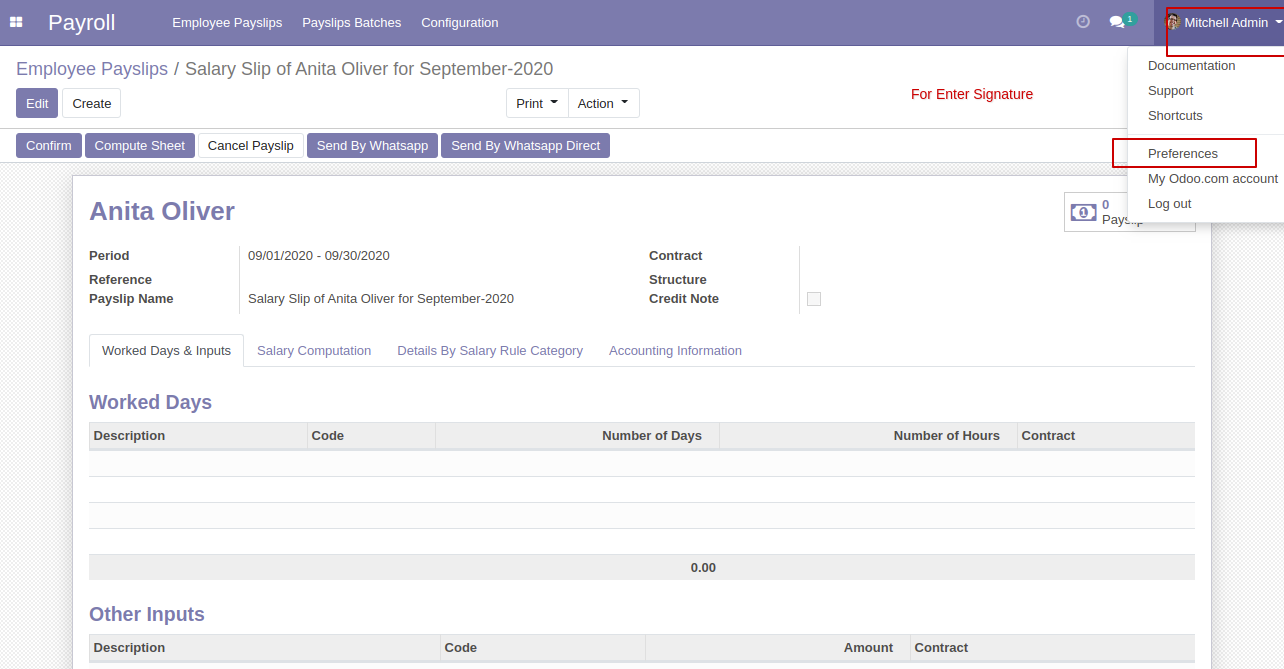 Payroll Employee Payslips Payslips Batches Configuration 1 Mitchell Admin
Employee Payslips / Salary Slip of Anita Oliver for September-2020
Edit Create Print Action
For Enter Signature
Documentation
Support
Shortcuts
Preferences
My Odoo.com account
Log out
Confirm Compute Sheet Cancel Payslip Send By Whatsapp Send By Whatsapp Direct
Anita Oliver
1 0
Payslip
Period 09/01/2020 - 09/30/2020 Contract
Reference Structure
Payslip Name Salary Slip of Anita Oliver for September-2020 Credit Note
Worked Days & Inputs Salary Computation Details By Salary Rule Category Accounting Information
Worked Days
Description Code Number of Days Number of Hours Contract
0.00
Other Inputs
Description Code Amount Contract